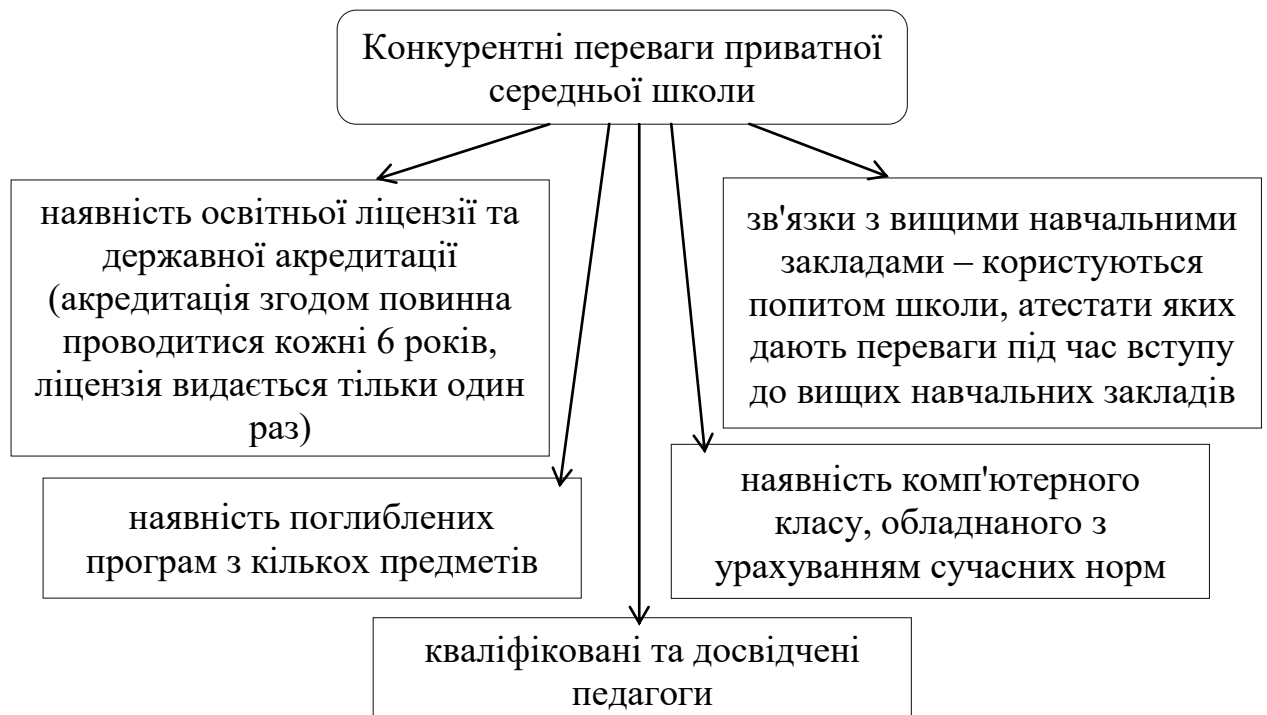 Конкурентні переваги приватної
середньої школи
наявність освітньої ліцензії та
державної акредитації
(акредитація згодом повинна
проводитися кожні 6 років,
ліцензія видається тільки один
раз)
зв'язки з вищими навчальними
закладами – користуються
попитом школи, атестати яких
дають переваги під час вступу
до вищих навчальних закладів
наявність поглиблених
програм з кількох предметів
наявність комп'ютерного
класу, обладнаного з
урахуванням сучасних норм
кваліфіковані та досвідчені
педагоги